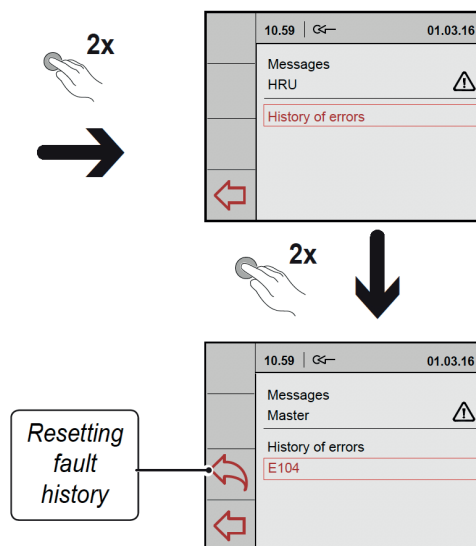 2x
10.59 01.03.16
Messages
HRU
History of errors
2x
10.59 01.03.16
Messages
Master
History of errors
E104
Resetting
fault
history